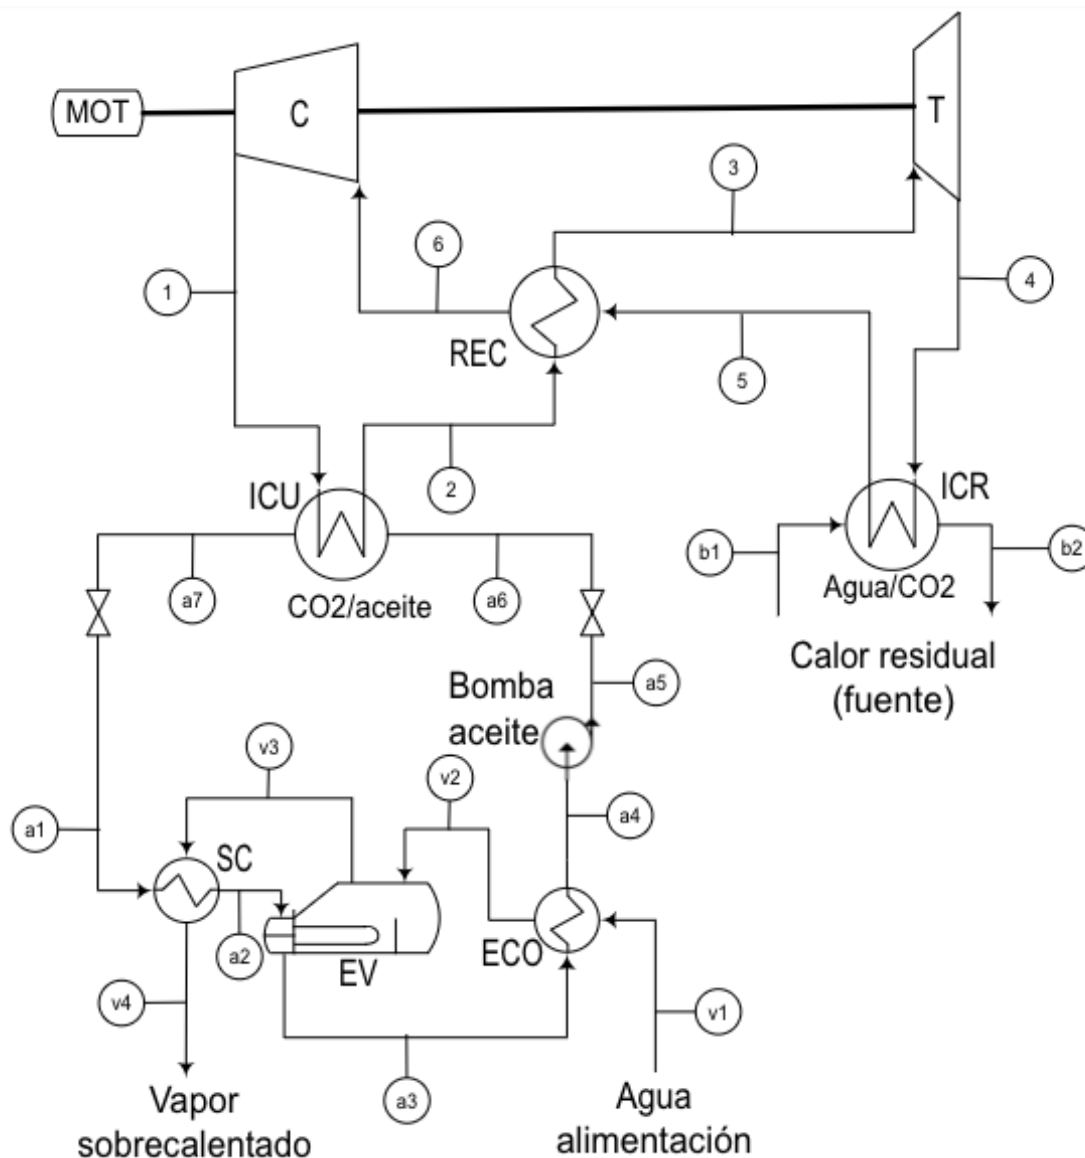 MOT
C
T
3
6
1
4
REC
5
ICU
2
ICR
b1
b2
a7
CO2/aceite
a6
Agua/CO2
Calor residual
(fuente)
Bomba
aceite
a5
v3
v2
a4
a1
SC
a2
EV
ECO
v4
v1
a3
Vapor
sobrecalentado
Agua
alimentación